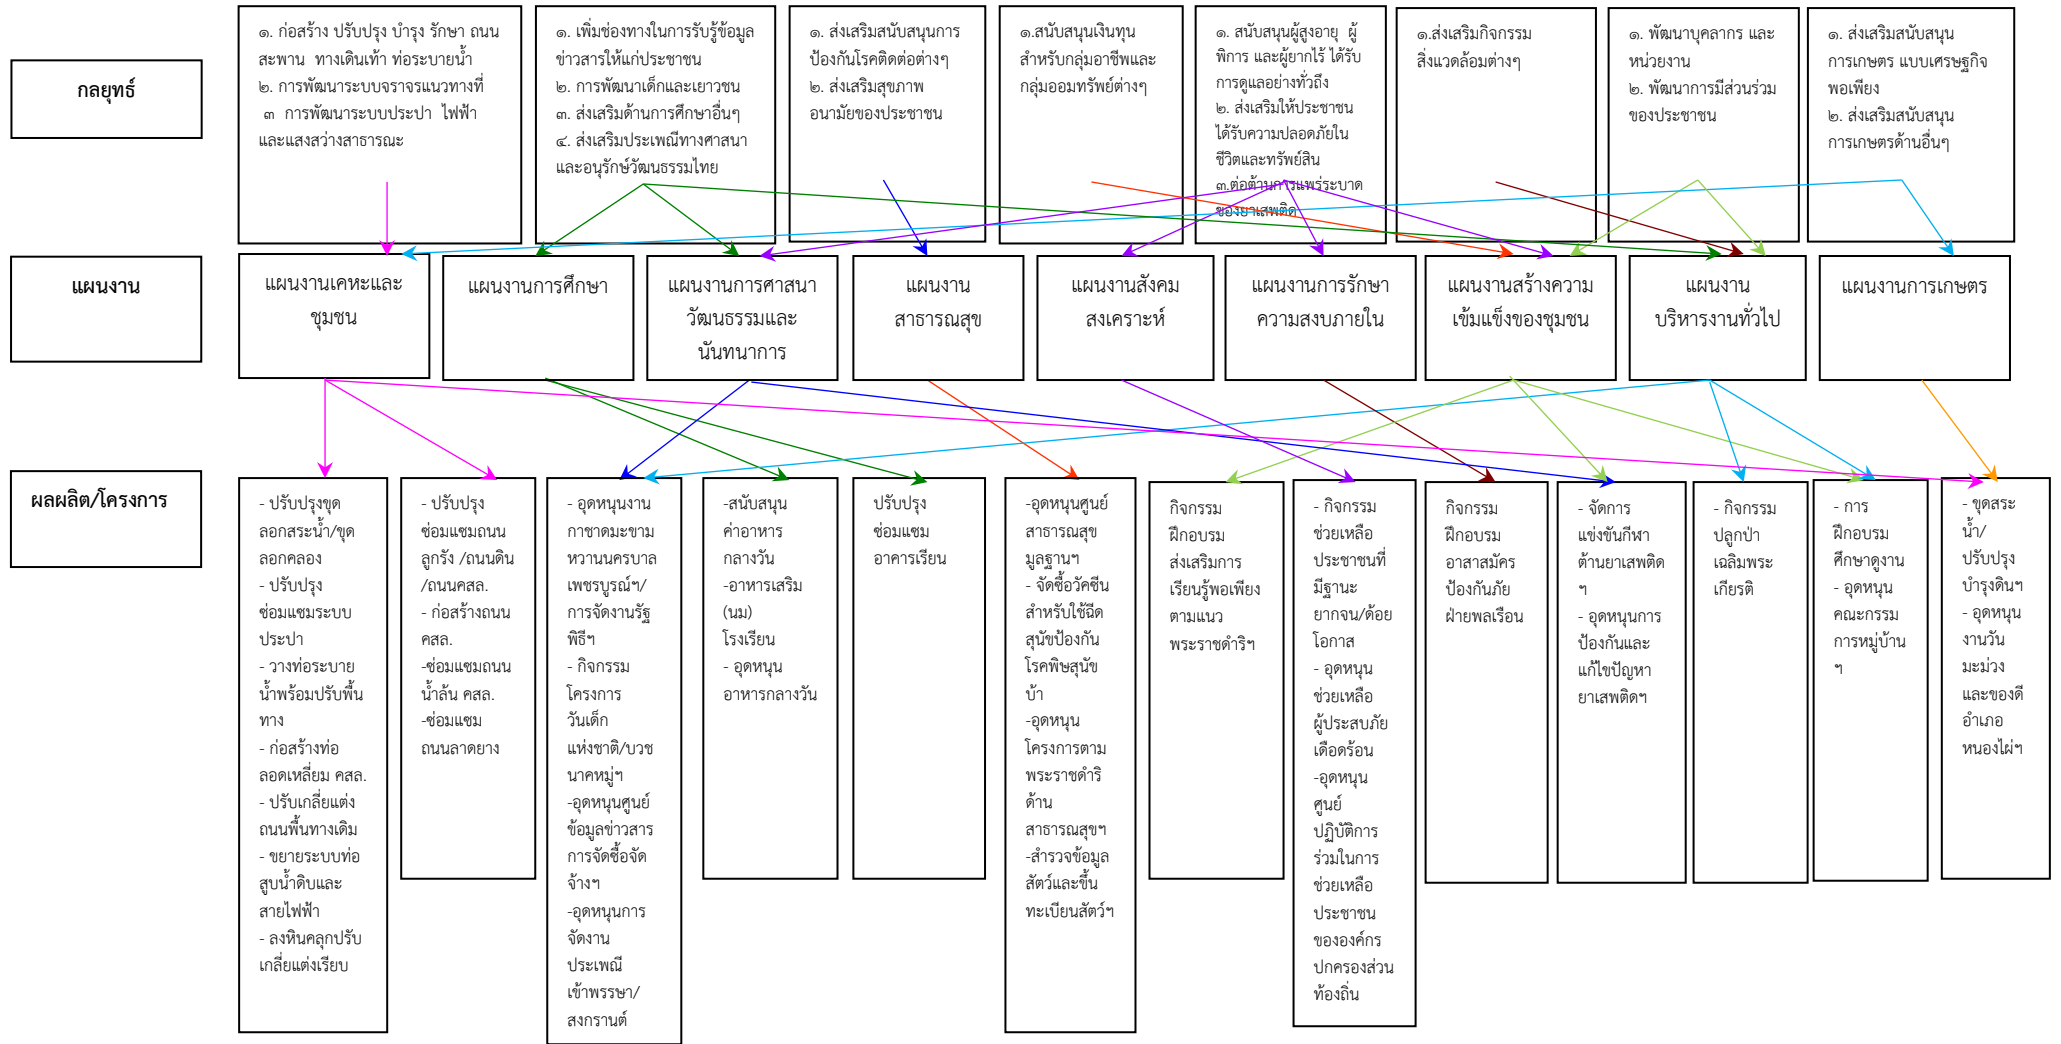 กลยุทธ์
๑. ก่อสร้าง ปรับปรุง บำรุง รักษา ถนน
สะพาน ทางเดินเท้า ท่อระบายน้ำ
๒. การพัฒนาระบบจราจรแนวทางที่
๓ การพัฒนาระบบประปา ไฟฟ้า
และแสงสว่างสาธารณะ
๑. เพิ่มช่องทางในการรับรู้ข้อมูล
ข่าวสารให้แก่ประชาชน
๒. การพัฒนาเด็กและเยาวชน
๓. ส่งเสริมด้านการศึกษาอื่นๆ
๔. ส่งเสริมประเพณีทางศาสนา
และอนุรักษ์วัฒนธรรมไทย
๑. ส่งเสริมสนับสนุนการ
ป้องกันโรคติดต่อต่างๆ
๒. ส่งเสริมสุขภาพ
อนามัยของประชาชน
๑.สนับสนุนเงินทุน
สำหรับกลุ่มอาชีพและ
กลุ่มออมทรัพย์ต่างๆ
๑. สนับสนุนผู้สูงอายุ ผู้
พิการ และผู้ยากไร้ ได้รับ
การดูแลอย่างทั่วถึง
๒. ส่งเสริมให้ประชาชน
ได้รับความปลอดภัยใน
ชีวิตและทรัพย์สิน
๓.ต่อต้านการแพร่ระบาด
ของยาเสพติด
๑.ส่งเสริมกิจกรรม
สิ่งแวดล้อมต่างๆ
๑. พัฒนาบุคลากร และ
หน่วยงาน
๒. พัฒนาการมีส่วนร่วม
ของประชาชน
๑. ส่งเสริมสนับสนุน
การเกษตร แบบเศรษฐกิจ
พอเพียง
๒. ส่งเสริมสนับสนุน
การเกษตรด้านอื่นๆ
แผนงาน
แผนงานเคหะและ
ชุมชน
แผนงานการศึกษา
แผนงานการศาสนา
วัฒนธรรมและ
นันทนาการ
แผนงาน
สาธารณสุข
แผนงานสังคม
สงเคราะห์
แผนงานการรักษา
ความสงบภายใน
แผนงานสร้างความ
เข้มแข็งของชุมชน
แผนงาน
บริหารงานทั่วไป
แผนงานการเกษตร
ผลผลิต/โครงการ
- ปรับปรุงขุด
ลอกสระน้ำ/ขุด
ลอกคลอง
- ปรับปรุง
ซ่อมแซมระบบ
ประปา
- วางท่อระบาย
น้ำพร้อมปรับพื้น
ทาง
- ก่อสร้างท่อ
ลอดเหลี่ยม คสล.
- ปรับเกลี่ยแต่ง
ถนนพื้นทางเดิม
- ขยายระบบท่อ
สูบน้ำดิบและ
สายไฟฟ้า
- ลงหินคลุกปรับ
เกลี่ยแต่งเรียบ
- ปรับปรุง
ซ่อมแซมถนน
ลูกรัง /ถนนดิน
/ถนนคสล.
- ก่อสร้างถนน
คสล.
-ซ่อมแซมถนน
น้ำล้น คสล.
-ซ่อมแซม
ถนนลาดยาง
- อุดหนุนงาน
กาชาดมะขาม
หวานนครบาล
เพชรบูรณ์ฯ/
การจัดงานรัฐ
พิธีฯ
- กิจกรรม
โครงการ
วันเด็ก
แห่งชาติ/บวช
นาคหมู่ฯ
-อุดหนุนศูนย์
ข้อมูลข่าวสาร
การจัดซื้อจัด
จ้างฯ
-อุดหนุนการ
จัดงาน
ประเพณี
เข้าพรรษา/
สงกรานต์
-สนับสนุน
ค่าอาหาร
กลางวัน
-อาหารเสริม
(นม)
โรงเรียน
- อุดหนุน
อาหารกลางวัน
ปรับปรุง
ซ่อมแซม
อาคารเรียน
-อุดหนุนศูนย์
สาธารณสุข
มูลฐานฯ
- จัดซื้อวัคซีน
สำหรับใช้ฉีด
สุนัขป้องกัน
โรคพิษสุนัข
บ้า
-อุดหนุน
โครงการตาม
พระราชดำริ
ด้าน
สาธารณสุขฯ
-สำรวจข้อมูล
สัตว์และขึ้น
ทะเบียนสัตว์ฯ
กิจกรรม
ฝึกอบรม
ส่งเสริมการ
เรียนรู้พอเพียง
ตามแนว
พระราชดำริฯ
- กิจกรรม
ช่วยเหลือ
ประชาชนที่
มีฐานะ
ยากจน/ด้อย
โอกาส
- อุดหนุน
ช่วยเหลือ
ผู้ประสบภัย
เดือดร้อน
-อุดหนุน
ศูนย์
ปฏิบัติการ
ร่วมในการ
ช่วยเหลือ
ประชาชน
ขององค์กร
ปกครองส่วน
ท้องถิ่น
กิจกรรม
ฝึกอบรม
อาสาสมัคร
ป้องกันภัย
ฝ่ายพลเรือน
- จัดการ
แข่งขันกีฬา
ต้านยาเสพติด
ฯ
- อุดหนุนการ
ป้องกันและ
แก้ไขปัญหา
ยาเสพติดฯ
- กิจกรรม
ปลูกป่า
เฉลิมพระ
เกียรติ
- การ
ฝึกอบรม
ศึกษาดูงาน
- อุดหนุน
คณะกรรม
การหมู่บ้าน
ฯ
- ขุดสระ
น้ำ/
ปรับปรุง
บำรุงดินฯ
- อุดหนุน
งานวัน
มะม่วง
และของดี
อำเภอ
หนองไผ่ฯ